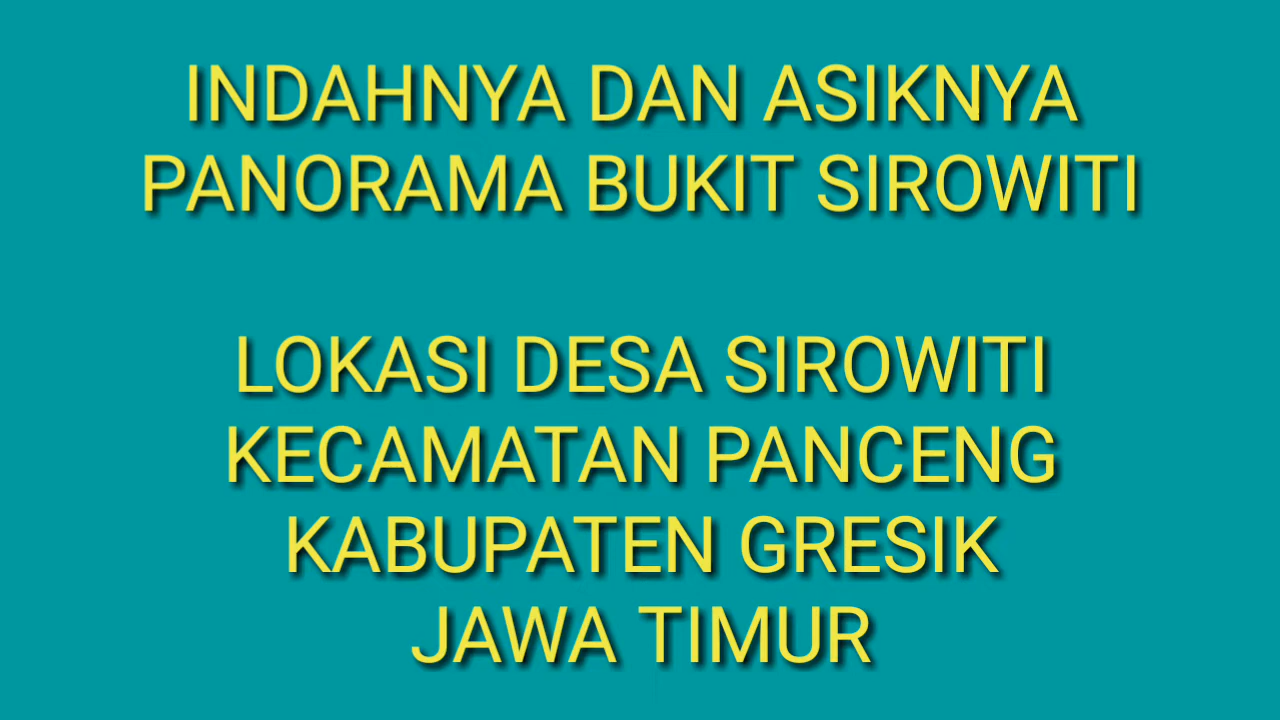 INDAHNYA DAN ASIKNYA
PANORAMA BUKIT SIROWITI
LOKASI DESA SIROWITI
KECAMATAN PANCENG
KABUPATEN GRESIK
JAWA TIMUR